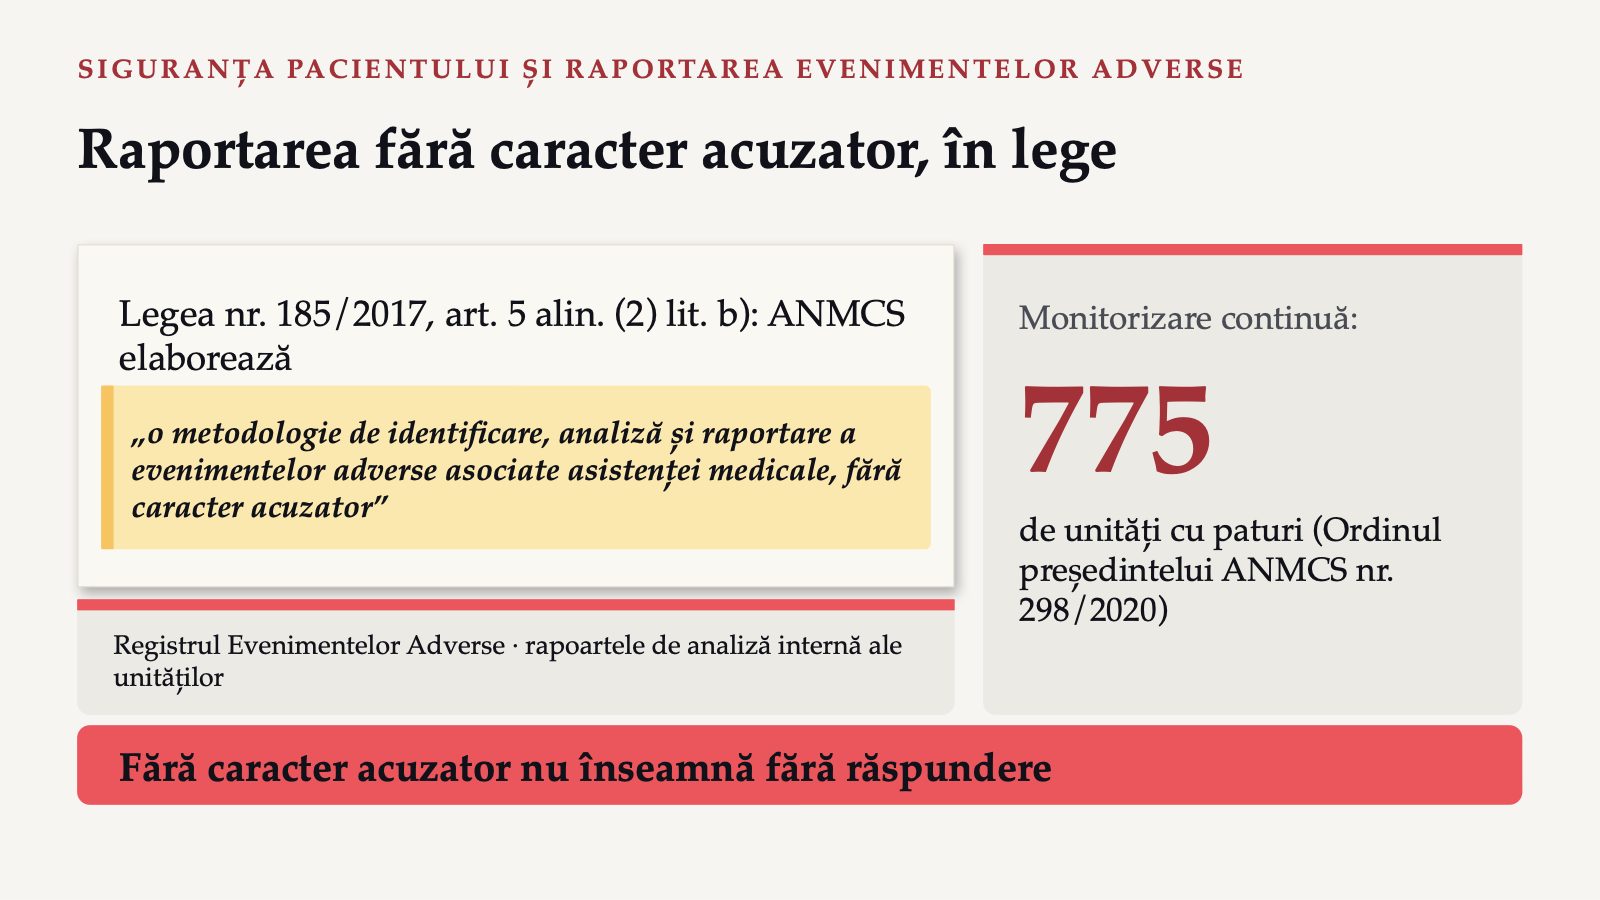 SIGURANȚA PACIENTULUI ȘI RAPORTAREA EVENIMENTELOR ADVERSE
Raportarea fără caracter acuzator, în lege
Legea nr. 185/2017, art. 5 alin. (2) lit. b): ANMCS
elaborează
„o metodologie de identificare, analiză și raportare a
evenimentelor adverse asociate asistenței medicale, fără
caracter acuzator”
Registrul Evenimentelor Adverse · rapoartele de analiză internă ale
unităților
Monitorizare continuă:
775
de unități cu paturi (Ordinul
președintelui ANMCS nr.
298/2020)
Fără caracter acuzator nu înseamnă fără răspundere